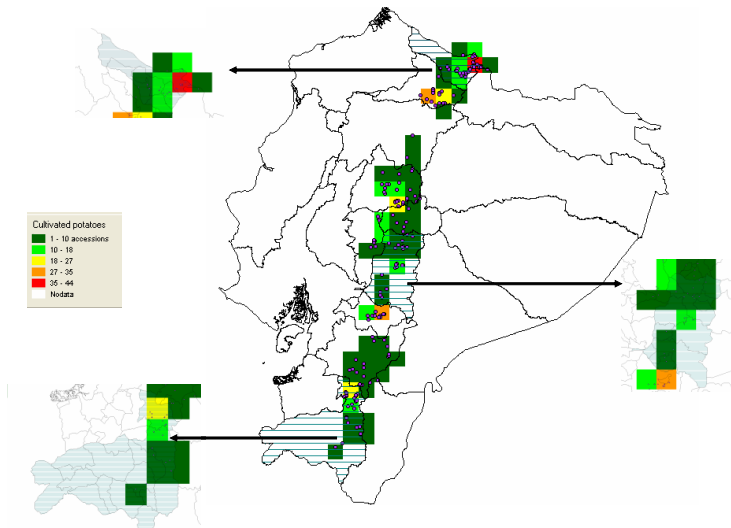 Cultivated potatoes
1 - 10 accessions
10 - 18
18 - 27
27 - 35
35 - 44
Nodata